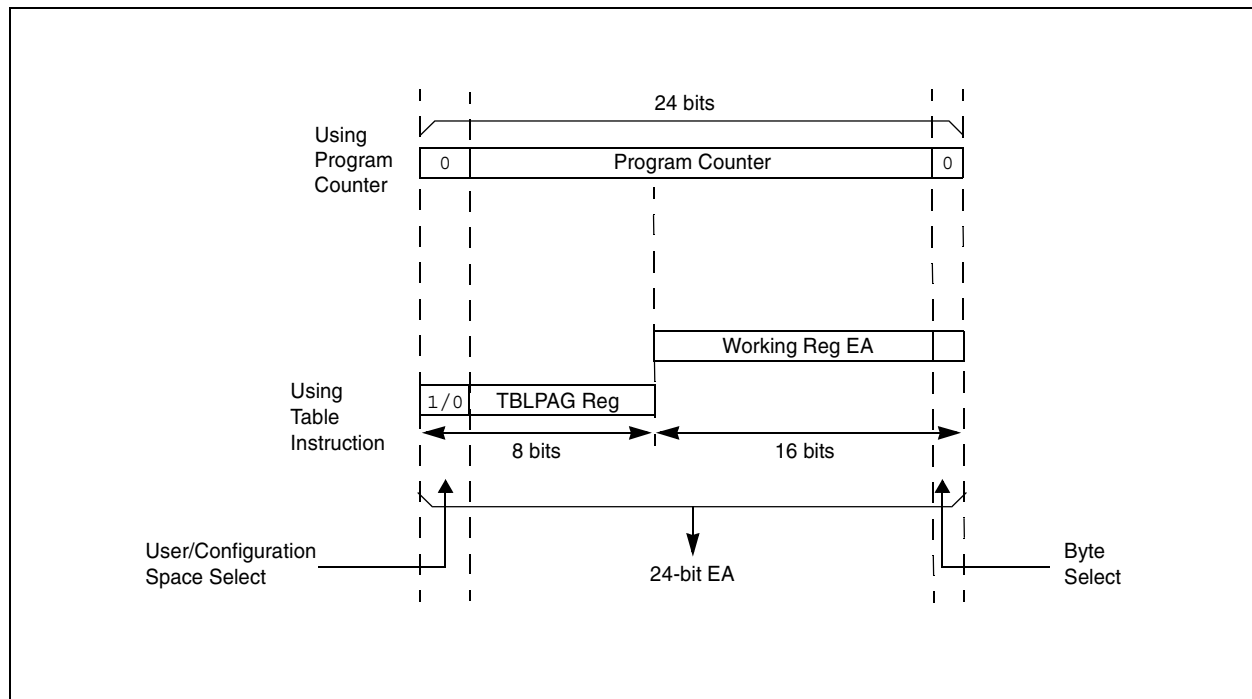 24 bits
Using
Program
Counter
0
Program Counter
0
Working Reg EA
Using
Table
Instruction
1/0
TBLPAG Reg
8 bits
16 bits
User/Configuration
Space Select
24-bit EA
Byte
Select